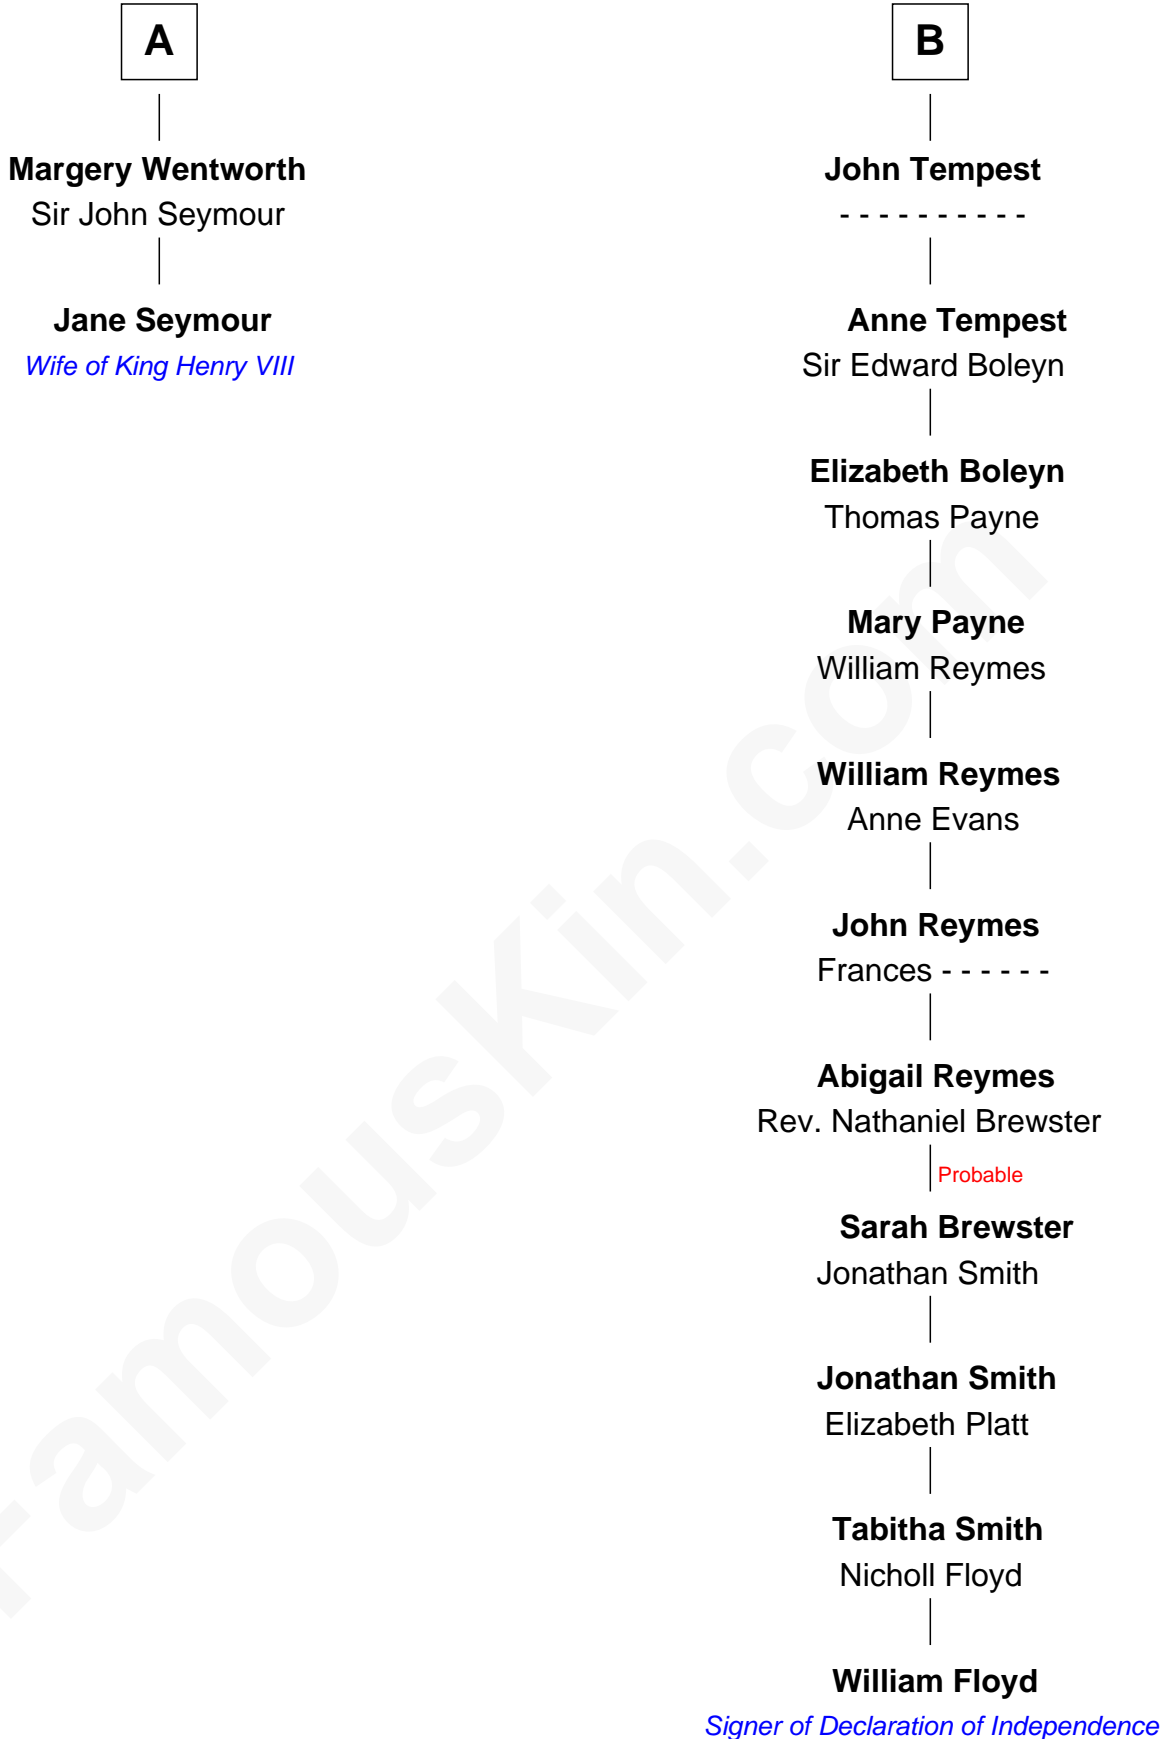 A
Margery Wentworth
Sir John Seymour
Jane Seymour
Wife of King Henry VIII
B
John Tempest
- - - - - - - - - -
Anne Tempest
Sir Edward Boleyn
Elizabeth Boleyn
Thomas Payne
Mary Payne
William Reymes
William Reymes
Anne Evans
John Reymes
Frances - - - - - -
Abigail Reymes
Rev. Nathaniel Brewster
Probable
Sarah Brewster
Jonathan Smith
Jonathan Smith
Elizabeth Platt
Tabitha Smith
Nicholl Floyd
William Floyd
Signer of Declaration of Independence
FamousKin.com